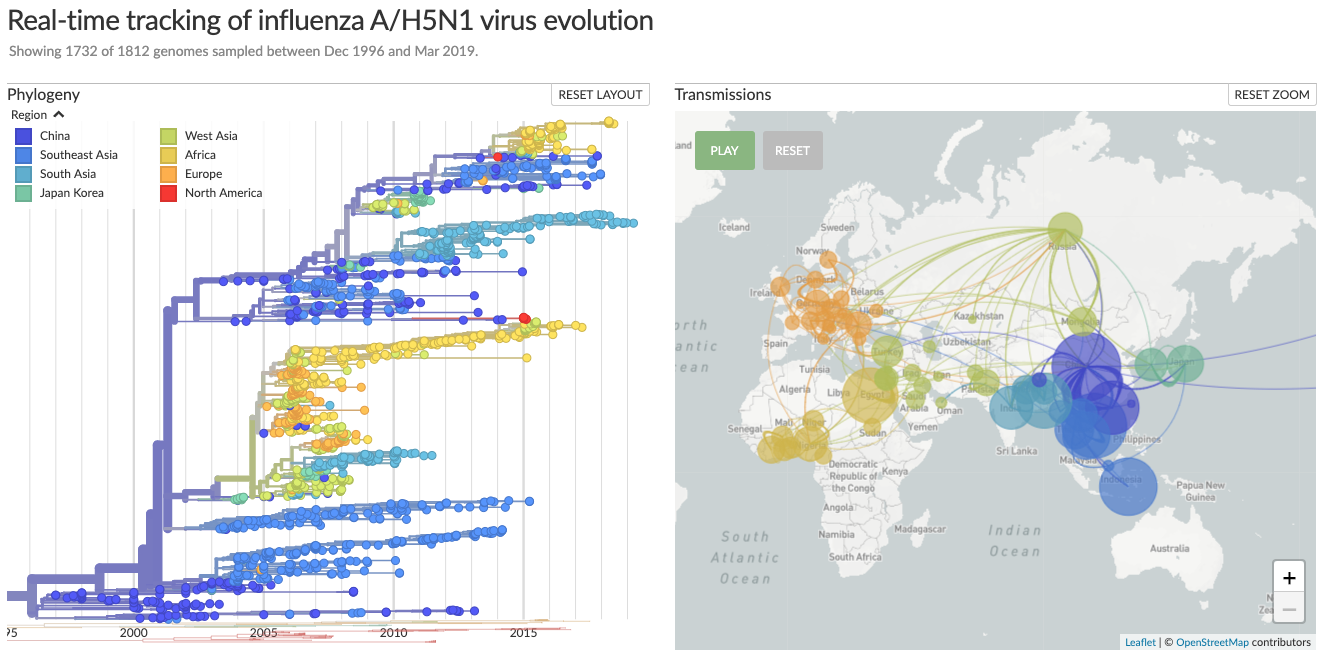 Real-time tracking of influenza A/H5N1 virus evolution
Showing 1732 of 1812 genomes sampled between Dec 1996 and Mar 2019.
Phylogeny
RESET LAYOUT
Region
China
Southeast Asia
South Asia
Japan Korea
West Asia
Africa
Europe
North America
95
2000
2005
2010
2015
Transmissions
RESET ZOOM
PLAY
RESET
Iceland
Sweden
Norway
Russia
Ireland
Belarus
Ukraine
Kazakhstan
Uzbekistan
Spain
Turkey
Tunisia
Algeria
Libya
Egypt
Iran
Saudi
Arabia
Oman
Pakistan
Mali
Senegal
Sudan
Yemen
Sri Lanka
Philippines
Malaysia
Indonesia
Democratic
Republic of
the Congo
Kenya
Papua New
Guinea
Angola
Namibia
Madagascar
South Africa
Australia
South
Atlantic
Ocean
Indian
Ocean
+
−
Leaflet | © OpenStreetMap contributors